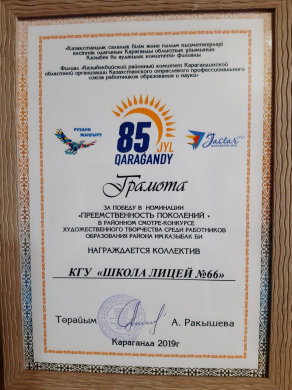 «Казахстандық салалық білім және ғылым қызметкерлері
кәсіптік одағының Қарағанды облыстық ұйымының
Қазыбек би аудандық комитеті» филиалы
Филиал «Казыбекбийский районный комитет Карагандинской
областной организации Казахстанского отраслевого профессионального
союза работников образования и науки»
РУХАНИ
ЖАҢҒЫРУ
85 JYL
QARAGANDY
Jastar
Грамота
ЗА ПОБЕДУ В НОМИНАЦИИ
«ПРЕЕМСТВЕННОСТЬ ПОКОЛЕНИЙ »
В РАЙОННОМ СМОТРЕ-КОНКУРСЕ
ХУДОЖЕСТВЕННОГО ТВОРЧЕСТВА СРЕДИ РАБОТНИКОВ
ОБРАЗОВАНИЯ РАЙОНА ИМ.КАЗЫБЕК БИ
НАГРАЖДАЕТСЯ КОЛЛЕКТИВ
КГУ «ШКОЛА ЛИЦЕЙ №66»
Төрайым А. Ракышева
Караганда 2019г